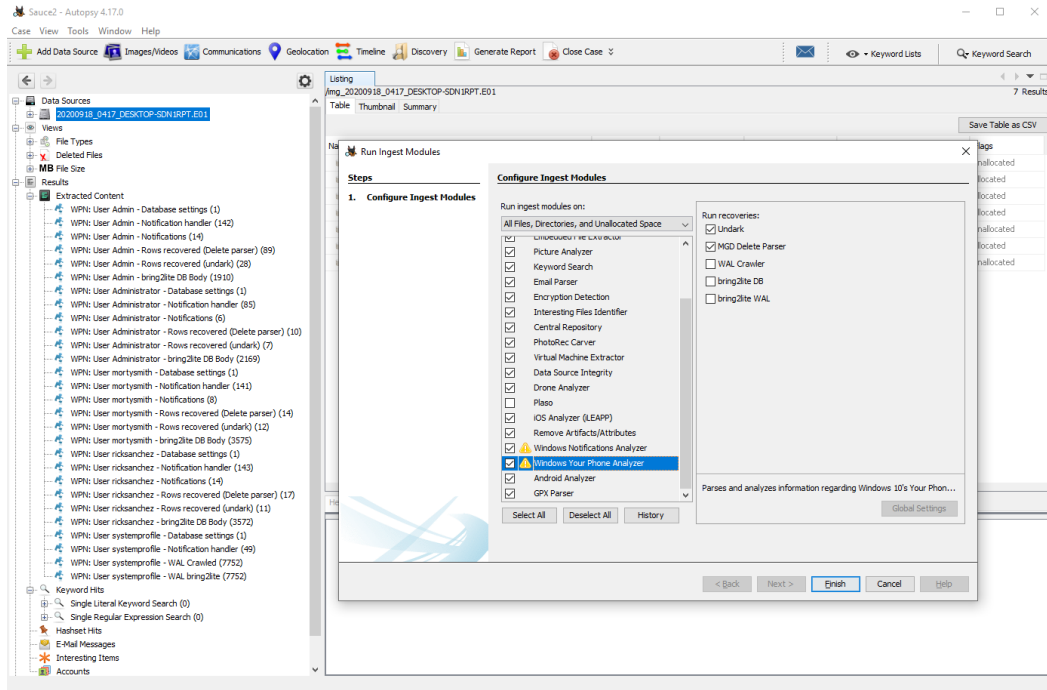 Sauce2 - Autopsy 4.17.0
Case View Tools Window Help
Add Data Source Images/Videos Communications Geolocation Timeline Discovery Generate Report Close Case Keyword Lists Keyword Search
Listing
/img_20200918_0417_DESKTOP-SDN1RPT.E01
7 Results
Table Thumbnail Summary
Save Table as CSV
Data Sources
20200918_0417_DESKTOP-SDN1RPT.E01
Views
File Types
Deleted Files
MB File Size
Results
Extracted Content
WPN: User Admin - Database settings (1)
WPN: User Admin - Notification handler (142)
WPN: User Admin - Notifications (14)
WPN: User Admin - Rows recovered (Delete parser) (89)
WPN: User Admin - Rows recovered (undark) (28)
WPN: User Admin - bring2lite DB Body (1910)
WPN: User Administrator - Database settings (1)
WPN: User Administrator - Notification handler (85)
WPN: User Administrator - Notifications (6)
WPN: User Administrator - Rows recovered (Delete parser) (10)
WPN: User Administrator - Rows recovered (undark) (7)
WPN: User Administrator - bring2lite DB Body (2169)
WPN: User mortysmith - Database settings (1)
WPN: User mortysmith - Notification handler (141)
WPN: User mortysmith - Notifications (8)
WPN: User mortysmith - Rows recovered (Delete parser) (14)
WPN: User mortysmith - Rows recovered (undark) (12)
WPN: User mortysmith - bring2lite DB Body (3575)
WPN: User ricksanchez - Database settings (1)
WPN: User ricksanchez - Notification handler (143)
WPN: User ricksanchez - Notifications (14)
WPN: User ricksanchez - Rows recovered (Delete parser) (17)
WPN: User ricksanchez - Rows recovered (undark) (11)
WPN: User ricksanchez - bring2lite DB Body (3572)
WPN: User systemprofile - Database settings (1)
WPN: User systemprofile - Notification handler (49)
WPN: User systemprofile - WAL Crawled (7752)
WPN: User systemprofile - WAL bring2lite (7752)
Keyword Hits
Single Literal Keyword Search (0)
Single Regular Expression Search (0)
Hashset Hits
E-Mail Messages
Interesting Items
Accounts
Run Ingest Modules
Steps
1. Configure Ingest Modules
Configure Ingest Modules
Run ingest modules on:
All Files, Directories, and Unallocated Space
Embedded File Extractor
Picture Analyzer
Keyword Search
Email Parser
Encryption Detection
Interesting Files Identifier
Central Repository
PhotoRec Carver
Virtual Machine Extractor
Data Source Integrity
Drone Analyzer
Plaso
iOS Analyzer (iLEAPP)
Remove Artifacts/Attributes
Windows Notifications Analyzer
Windows Your Phone Analyzer
Android Analyzer
GPX Parser
Select All Deselect All History
Run recoveries:
Undark
MGD Delete Parser
WAL Crawler
bring2lite DB
bring2lite WAL
Parses and analyzes information regarding Windows 10's Your Phon...
Global Settings
< Back Next > Finish Cancel Help